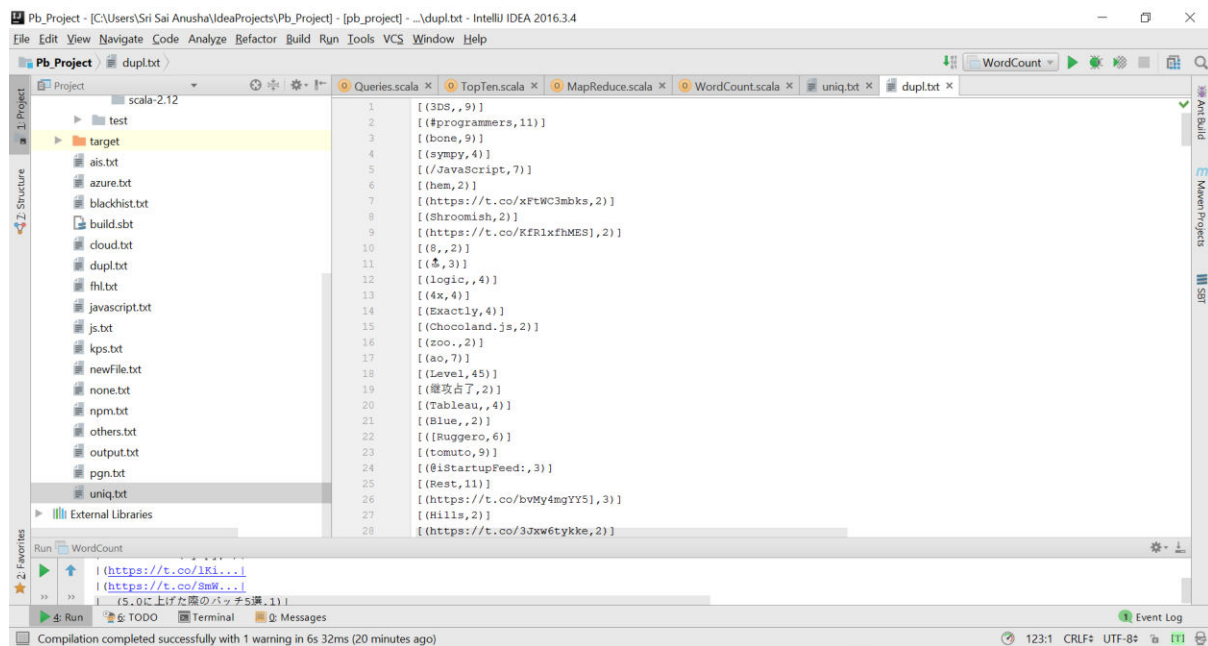 Pb_Project - [C:\Users\Sri Sai Anusha\IdeaProjects\Pb_Project] - [pb_project] - ...\dupl.txt - IntelliJ IDEA 2016.3.4
File Edit View Navigate Code Analyze Refactor Build Run Tools VCS Window Help
Pb_Project dupl.txt WordCount
Project Queries.scala TopTen.scala MapReduce.scala WordCount.scala uniq.txt dupl.txt
1: Project
Z: Structure
2: Favorites
Ant Build
Maven Projects
SBT
scala-2.12
test
target
ais.txt
azure.txt
blackhist.txt
build.sbt
cloud.txt
dupl.txt
fhl.txt
javascript.txt
js.txt
kps.txt
newFile.txt
none.txt
npm.txt
others.txt
output.txt
pgn.txt
uniq.txt
External Libraries
1 [(3DS,,9)]
2 [(#programmers,11)]
3 [(bone,9)]
4 [(sympy,4)]
5 [(/JavaScript,7)]
6 [(hem,2)]
7 [(https://t.co/xFtWC3mbks,2)]
8 [(Shroomish,2)]
9 [(https://t.co/KfRlxfhMES],2)]
10 [(8,,2)]
11 [(,3)]
12 [(logic,,4)]
13 [(4x,4)]
14 [(Exactly,4)]
15 [(Chocoland.js,2)]
16 [(zoo.,2)]
17 [(ao,7)]
18 [(Level,45)]
19 [(继攻占了,2)]
20 [(Tableau,,4)]
21 [(Blue,,2)]
22 [([Ruggero,6)]
23 [(tomuto,9)]
24 [(@iStartupFeed:,3)]
25 [(Rest,11)]
26 [(https://t.co/bvMy4mgYY5],3)]
27 [(Hills,2)]
28 [(https://t.co/3Jxw6tykke,2)]
Run WordCount
|(https://t.co/lKi...|
|(https://t.co/SmW...|
| (5.0に上げた際のバッチ5選.1)|
4: Run 6: TODO Terminal 0: Messages 1 Event Log
Compilation completed successfully with 1 warning in 6s 32ms (20 minutes ago) 123:1 CRLF UTF-8 [T]